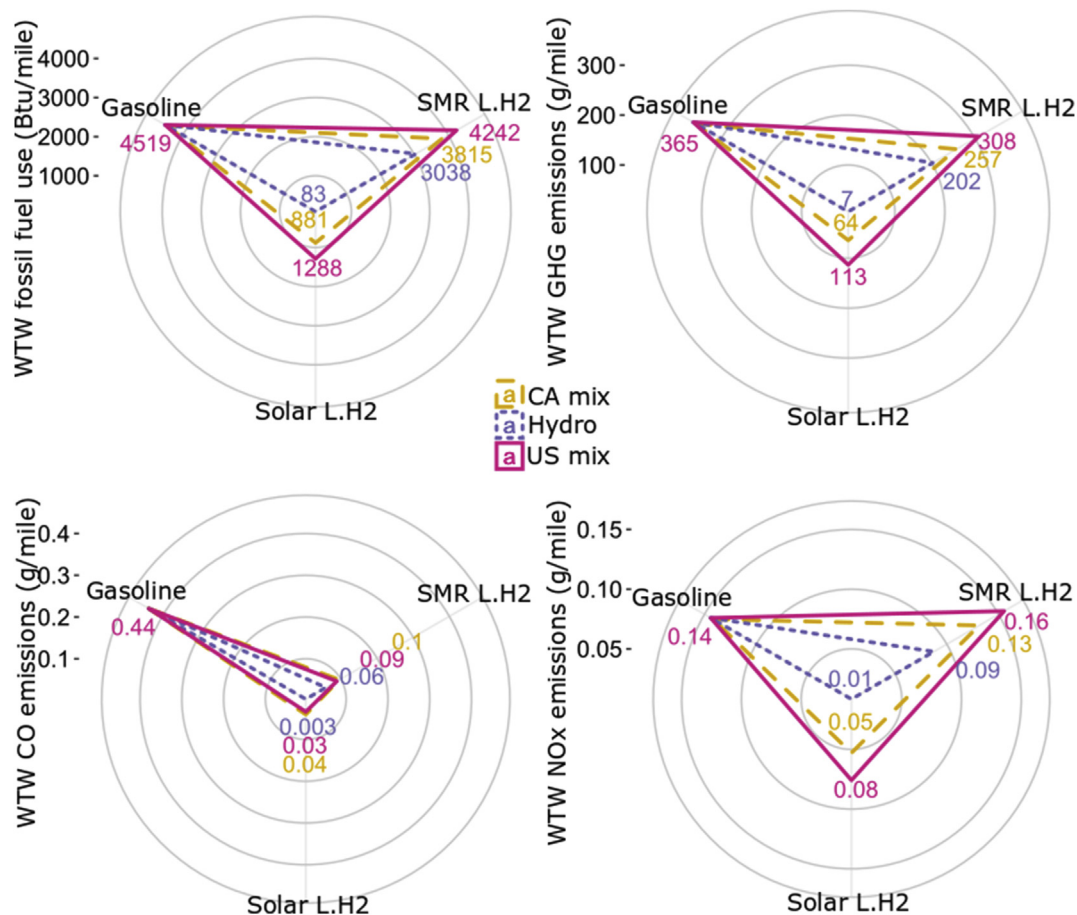 WTW fossil fuel use (Btu/mile)
4000
3000
2000
1000
Gasoline
4519
SMR L.H2
4242
3815
3038
83
881
1288
Solar L.H2
WTW GHG emissions (g/mile)
300
200
100
Gasoline
365
SMR L.H2
308
257
202
7
64
113
Solar L.H2
a CA mix
a Hydro
a US mix
WTW CO emissions (g/mile)
0.4
0.3
0.2
0.1
Gasoline
0.44
SMR L.H2
0.1
0.09
0.06
0.003
0.03
0.04
Solar L.H2
WTW NOx emissions (g/mile)
0.15
0.10
0.05
Gasoline
0.14
SMR L.H2
0.16
0.13
0.09
0.01
0.05
0.08
Solar L.H2